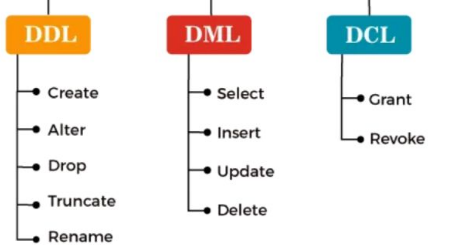 DDL
Create
Alter
Drop
Truncate
Rename
DML
Select
Insert
Update
Delete
DCL
Grant
Revoke